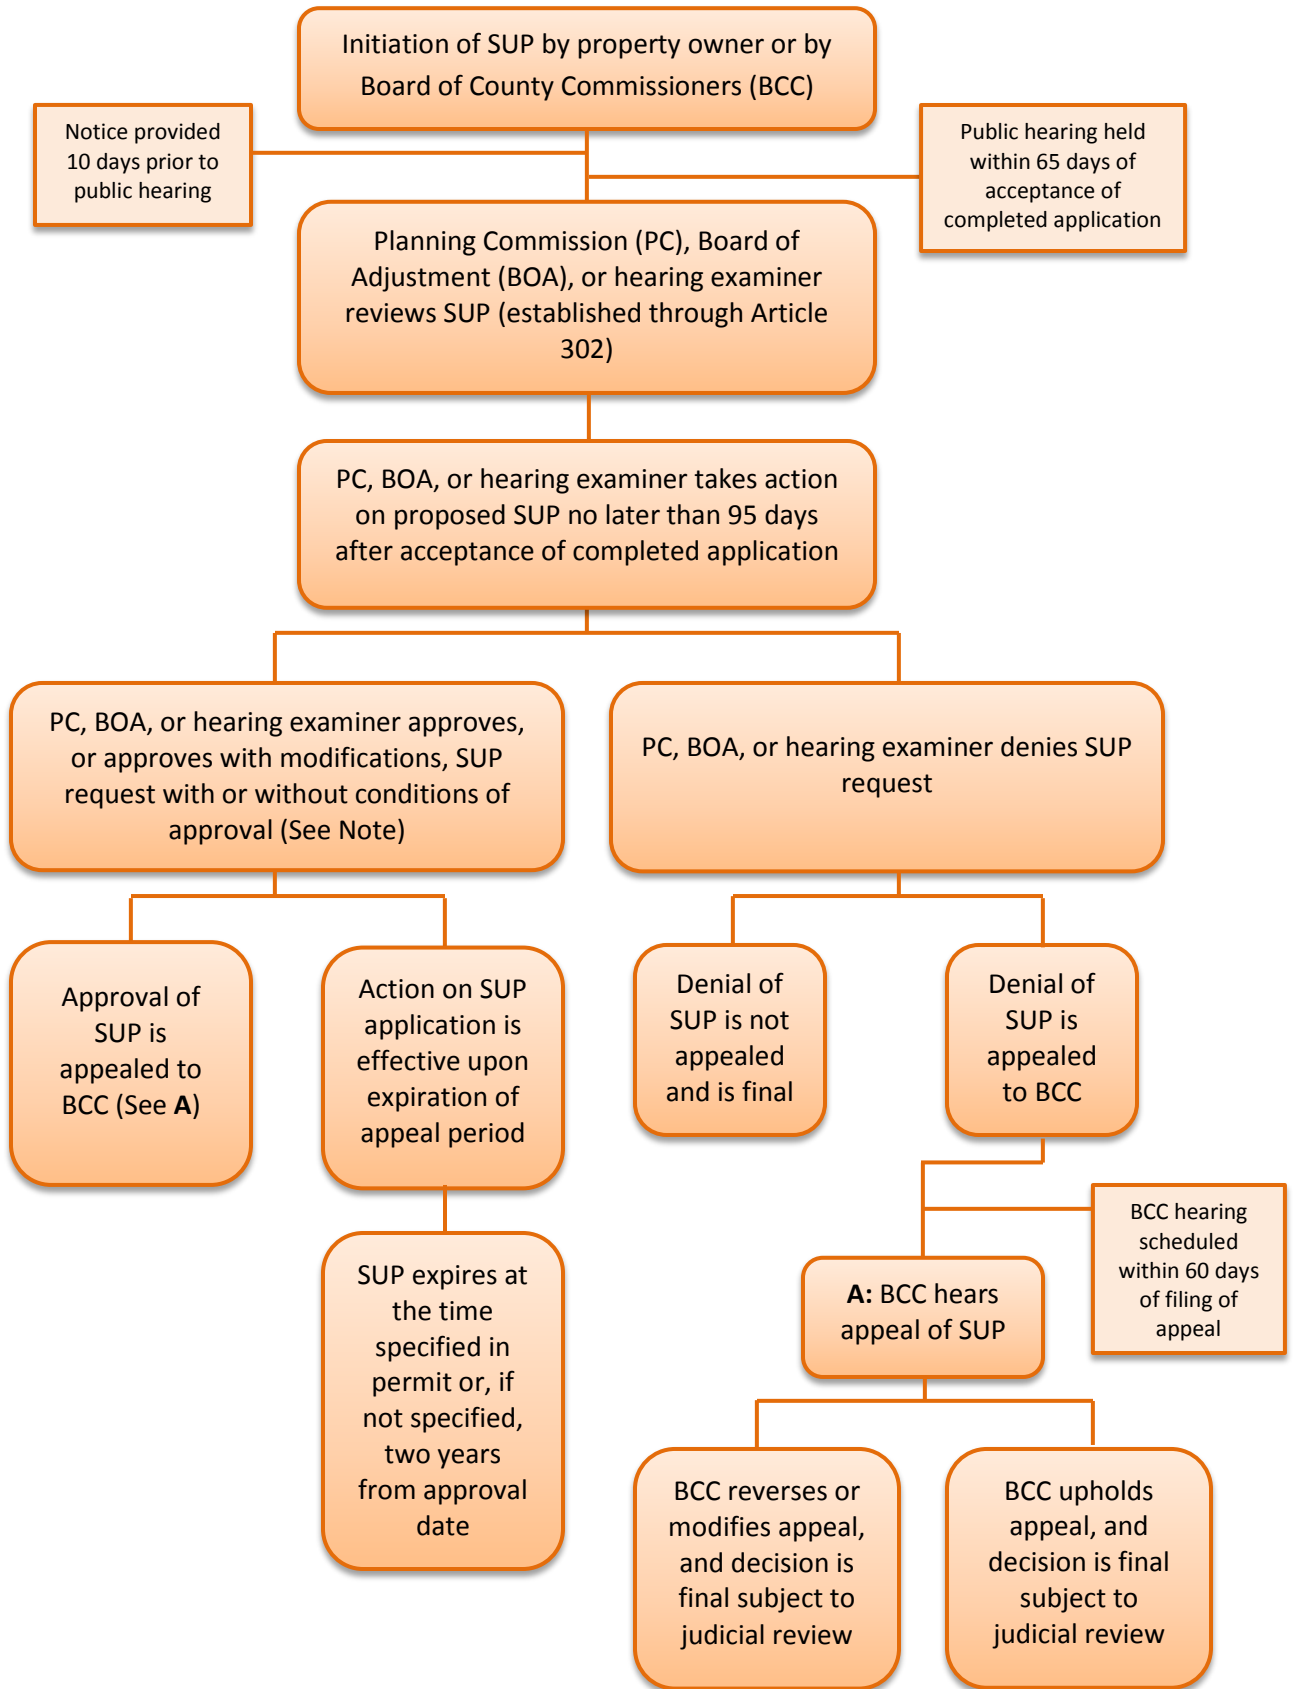 Initiation of SUP by property owner or by
Board of County Commissioners (BCC)
Notice provided
10 days prior to
public hearing
Public hearing held
within 65 days of
acceptance of
completed application
Planning Commission (PC), Board of
Adjustment (BOA), or hearing examiner
reviews SUP (established through Article
302)
PC, BOA, or hearing examiner takes action
on proposed SUP no later than 95 days
after acceptance of completed application
PC, BOA, or hearing examiner approves,
or approves with modifications, SUP
request with or without conditions of
approval (See Note)
PC, BOA, or hearing examiner denies SUP
request
Approval of
SUP is
appealed to
BCC (See A)
Action on SUP
application is
effective upon
expiration of
appeal period
Denial of
SUP is not
appealed
and is final
Denial of
SUP is
appealed
to BCC
BCC hearing
scheduled
within 60 days
of filing of
appeal
SUP expires at
the time
specified in
permit or, if
not specified,
two years
from approval
date
A: BCC hears
appeal of SUP
BCC reverses or
modifies appeal,
and decision is
final subject to
judicial review
BCC upholds
appeal, and
decision is final
subject to
judicial review